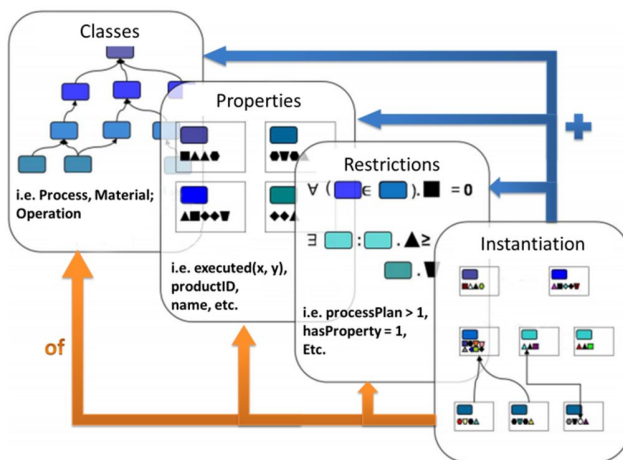 Classes
i.e. Process, Material;
Operation
Properties
i.e. executed(x, y),
productID,
name, etc.
Restrictions
∀ ( ∈ ). = 0
∃ : . ≥
.
i.e. processPlan > 1,
hasProperty = 1,
Etc.
Instantiation
+
of